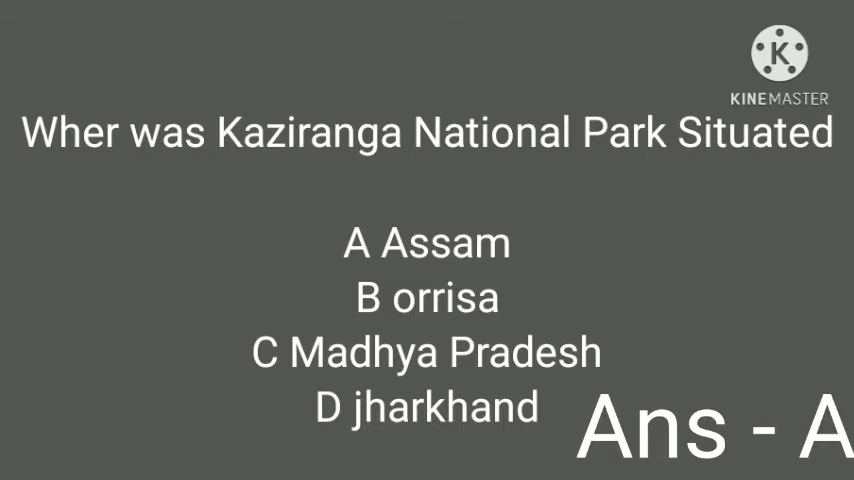 K
KINEMASTER
Wher was Kaziranga National Park Situated
A Assam
B orrisa
C Madhya Pradesh
D jharkhand
Ans - A